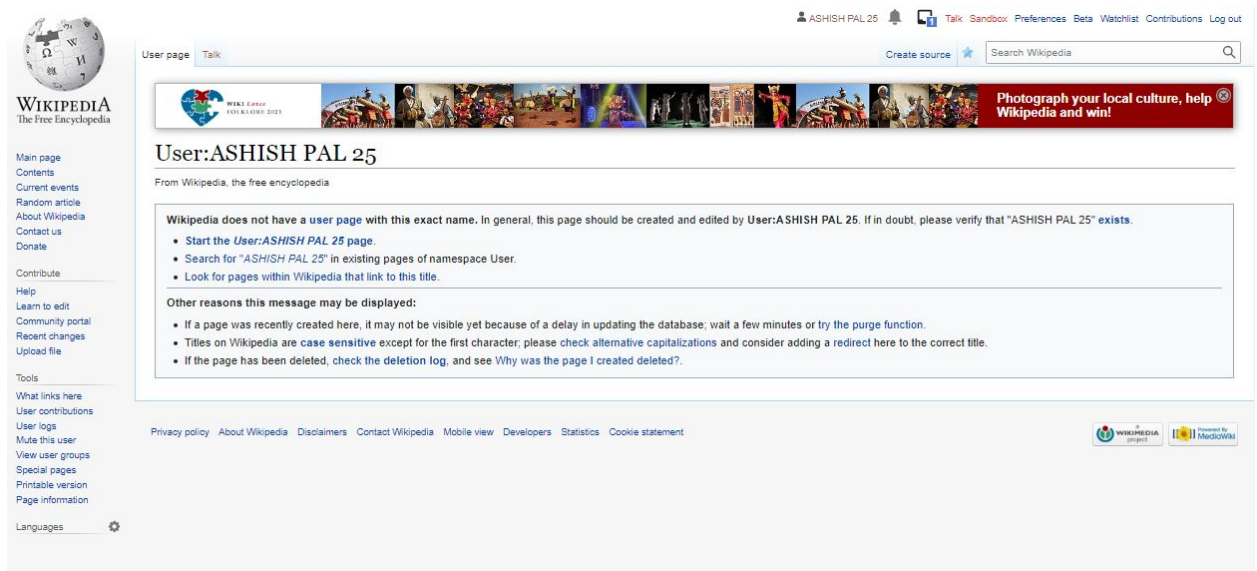 ASHISH PAL 25 1 Talk Sandbox Preferences Beta Watchlist Contributions Log out
User page Talk Create source Search Wikipedia
WIKIPEDIA
The Free Encyclopedia
WIKI Loves
FOLKLORE 2023
Photograph your local culture, help
Wikipedia and win!
User:ASHISH PAL 25
From Wikipedia, the free encyclopedia
Wikipedia does not have a user page with this exact name. In general, this page should be created and edited by User:ASHISH PAL 25. If in doubt, please verify that "ASHISH PAL 25" exists.
Start the User:ASHISH PAL 25 page.
Search for "ASHISH PAL 25" in existing pages of namespace User.
Look for pages within Wikipedia that link to this title.
Other reasons this message may be displayed:
If a page was recently created here, it may not be visible yet because of a delay in updating the database; wait a few minutes or try the purge function.
Titles on Wikipedia are case sensitive except for the first character; please check alternative capitalizations and consider adding a redirect here to the correct title.
If the page has been deleted, check the deletion log, and see Why was the page I created deleted?.
Main page
Contents
Current events
Random article
About Wikipedia
Contact us
Donate
Contribute
Help
Learn to edit
Community portal
Recent changes
Upload file
Tools
What links here
User contributions
User logs
Mute this user
View user groups
Special pages
Printable version
Page information
Languages
Privacy policy About Wikipedia Disclaimers Contact Wikipedia Mobile view Developers Statistics Cookie statement
A
WIKIMEDIA
project
Powered By
MediaWiki